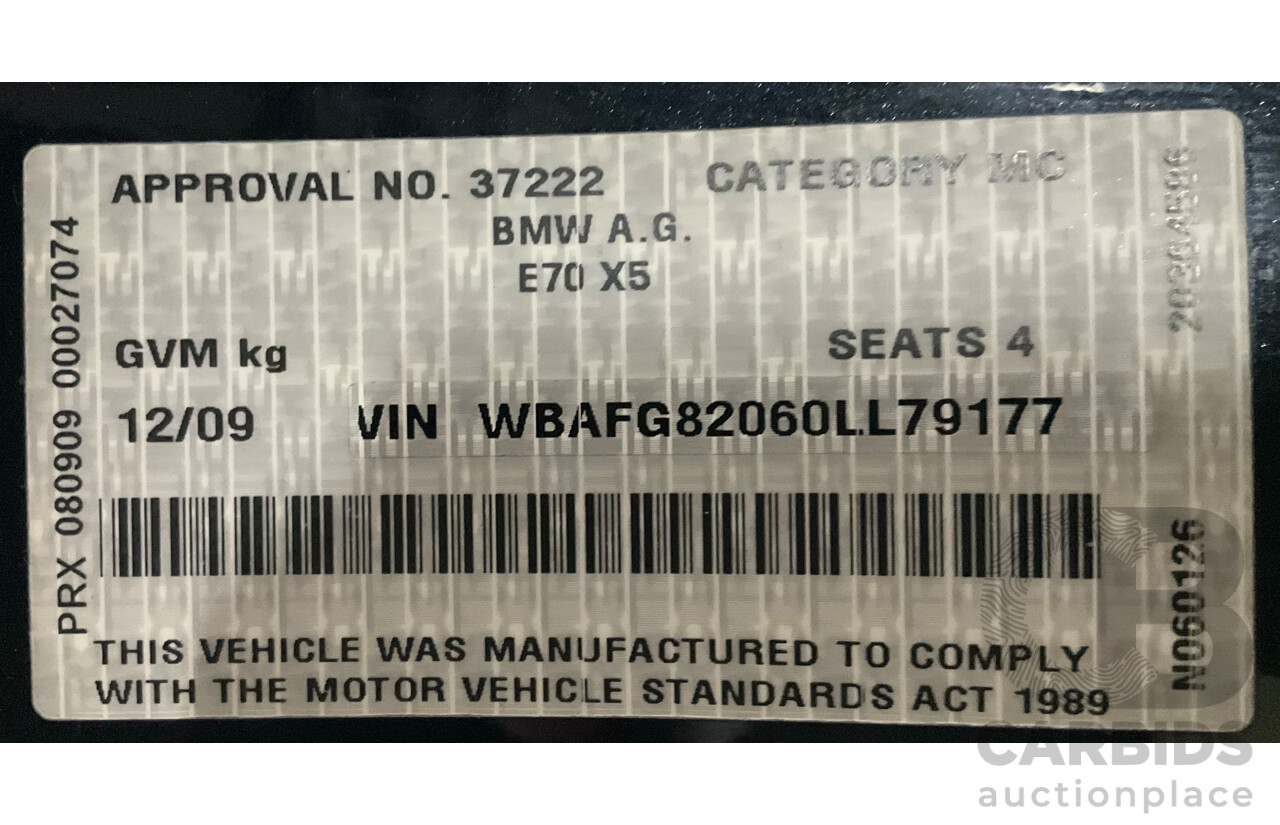 APPROVAL NO. 37222 CATEGORY MC
BMW A.G.
E70 X5
GVM kg SEATS 4
12/09 VIN WBAFG82060LL79177
THIS VEHICLE WAS MANUFACTURED TO COMPLY
WITH THE MOTOR VEHICLE STANDARDS ACT 1989
PRX 080909 00027074
N060126
CB
CARBIDS
auctionplace